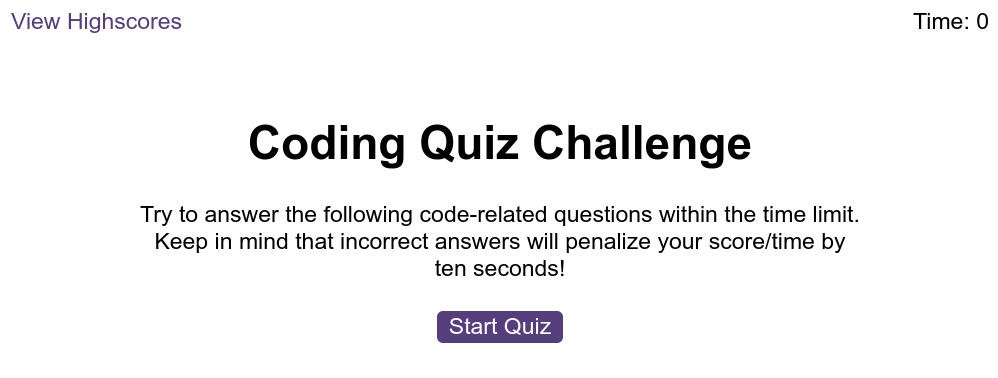 View Highscores
Time: 0
Coding Quiz Challenge
Try to answer the following code-related questions within the time limit.
Keep in mind that incorrect answers will penalize your score/time by
ten seconds!
Start Quiz